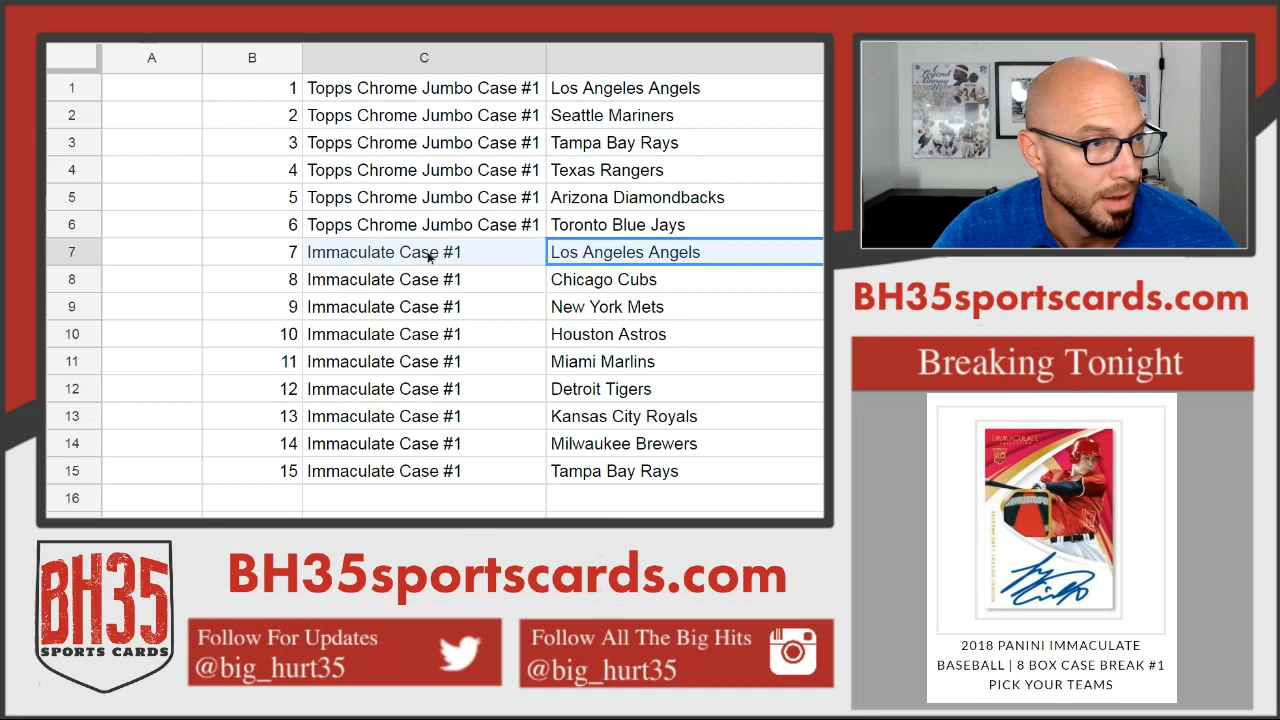 A B C
1 1 Topps Chrome Jumbo Case #1 Los Angeles Angels
2 2 Topps Chrome Jumbo Case #1 Seattle Mariners
3 3 Topps Chrome Jumbo Case #1 Tampa Bay Rays
4 4 Topps Chrome Jumbo Case #1 Texas Rangers
5 5 Topps Chrome Jumbo Case #1 Arizona Diamondbacks
6 6 Topps Chrome Jumbo Case #1 Toronto Blue Jays
7 7 Immaculate Case #1 Los Angeles Angels
8 8 Immaculate Case #1 Chicago Cubs
9 9 Immaculate Case #1 New York Mets
10 10 Immaculate Case #1 Houston Astros
11 11 Immaculate Case #1 Miami Marlins
12 12 Immaculate Case #1 Detroit Tigers
13 13 Immaculate Case #1 Kansas City Royals
14 14 Immaculate Case #1 Milwaukee Brewers
15 15 Immaculate Case #1 Tampa Bay Rays
16
34
BH35sportscards.com
Breaking Tonight
IMMACULATE
17
2018 PANINI IMMACULATE
BASEBALL | 8 BOX CASE BREAK #1
PICK YOUR TEAMS
BH35
SPORTS CARDS
BH35sportscards.com
Follow For Updates
@big_hurt35
Follow All The Big Hits
@big_hurt35